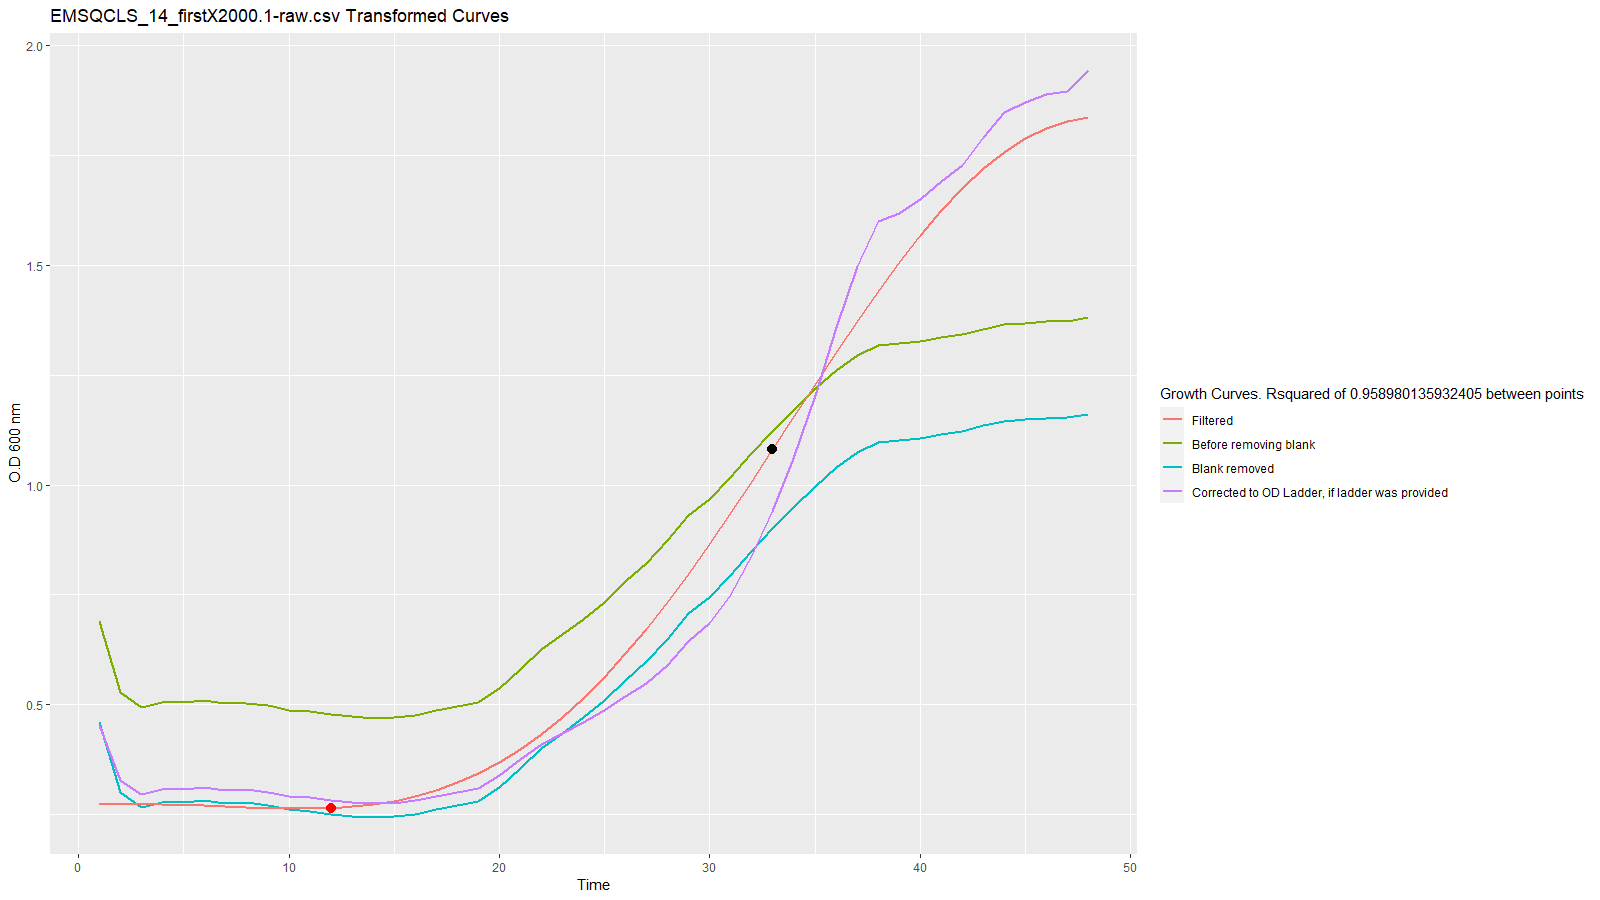 EMSQCLS_14_firstX2000.1-raw.csv Transformed Curves
2.0
1.5
1.0
0.5
O.D 600 nm
0
10
20
30
40
50
Time
Growth Curves. Rsquared of 0.958980135932405 between points
Filtered
Before removing blank
Blank removed
Corrected to OD Ladder, if ladder was provided